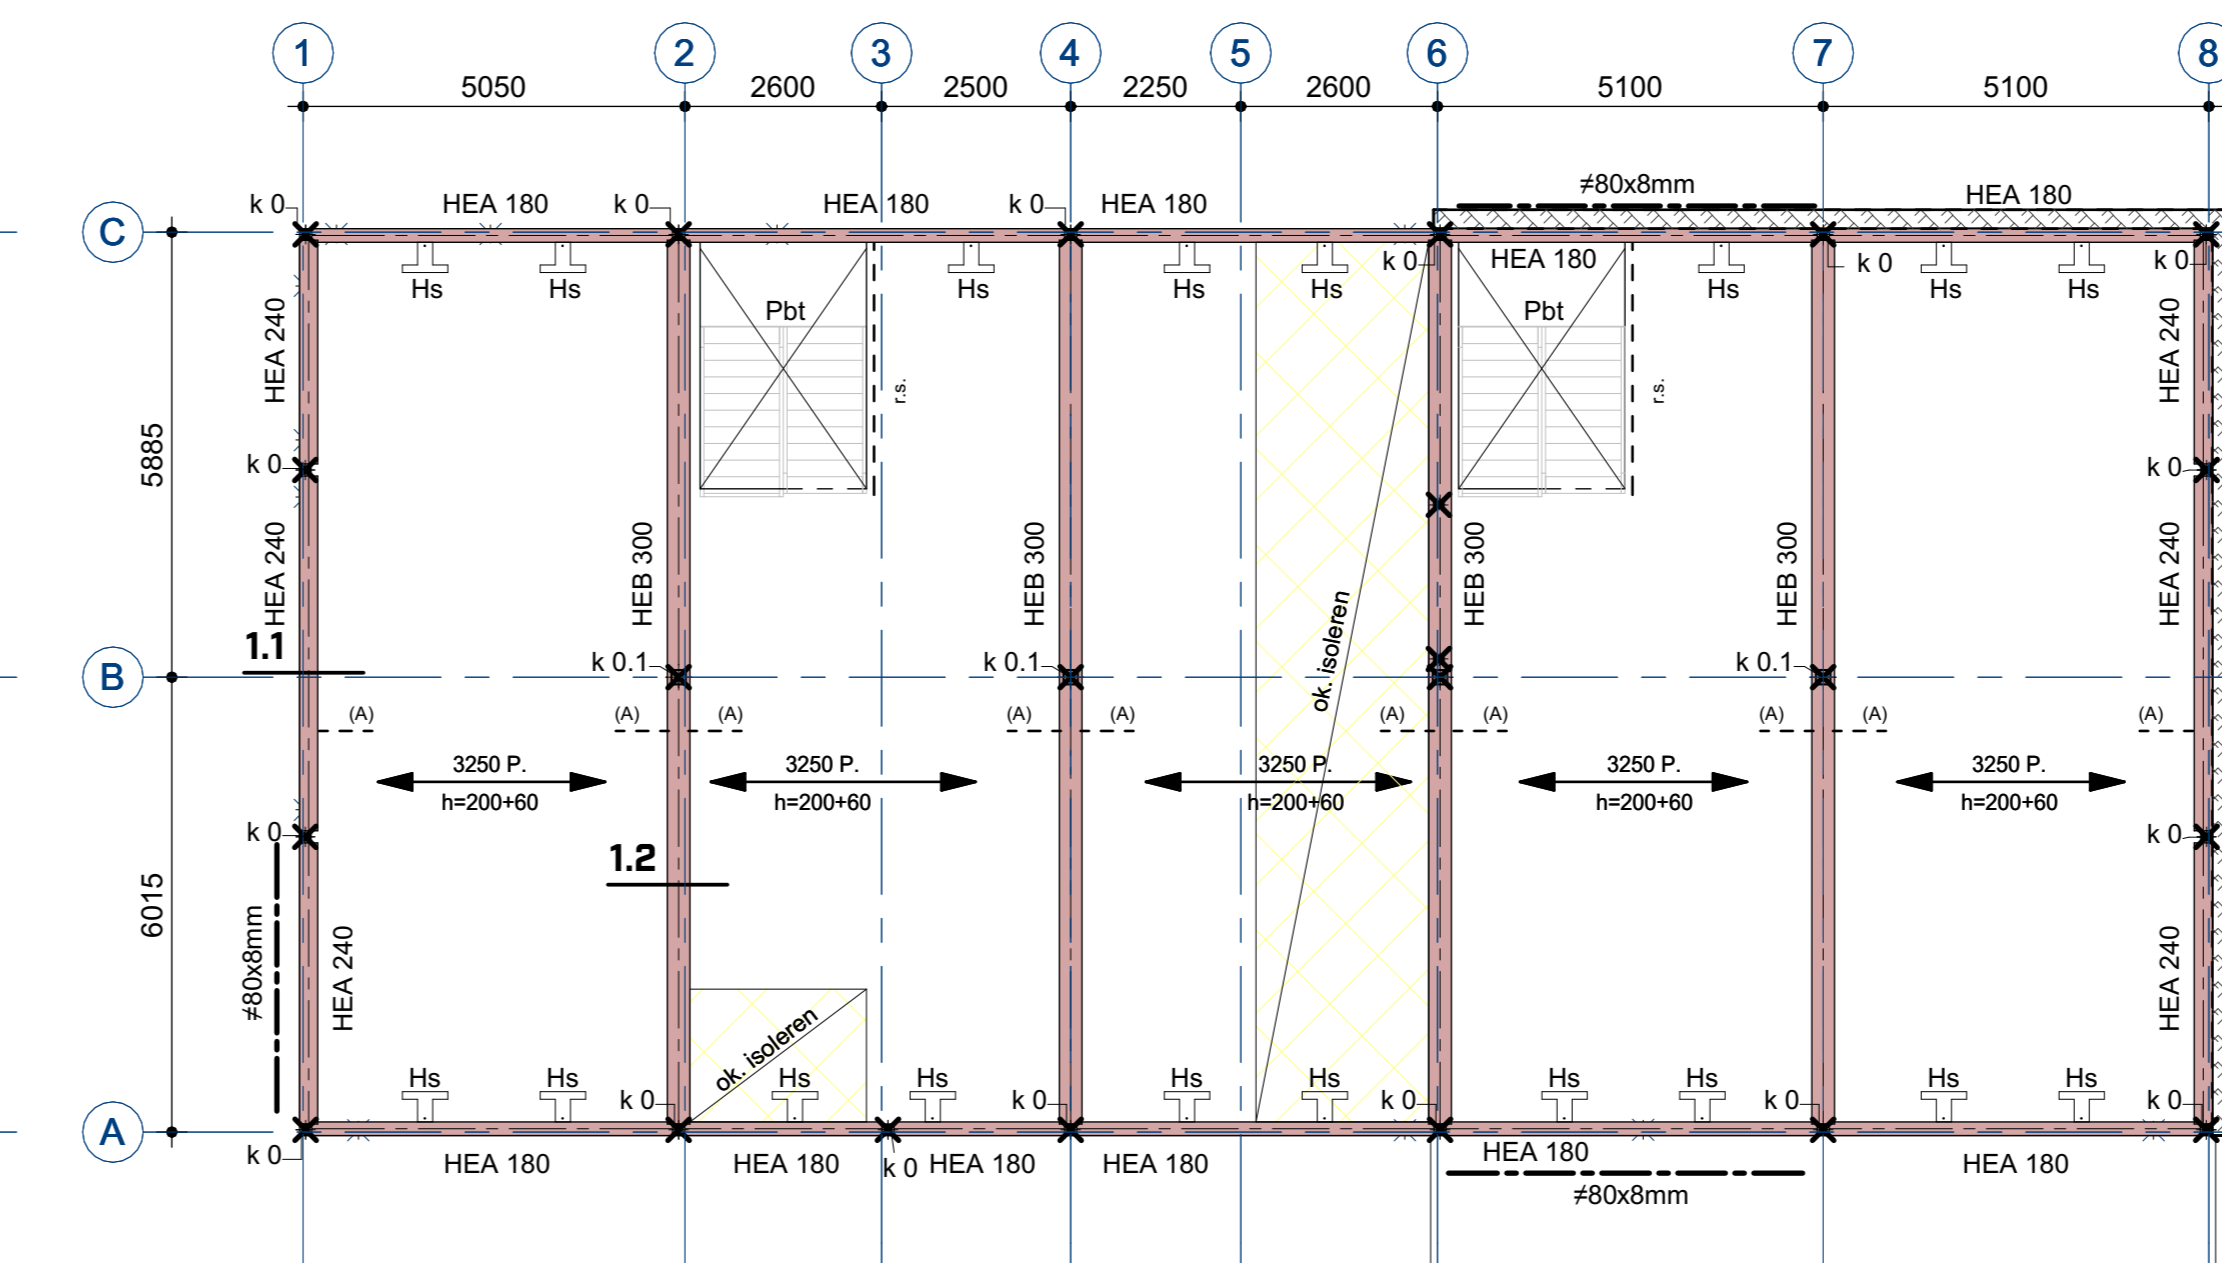 1 2 3 4 5 6 7 8
5050 2600 2500 2250 2600 5100 5100
≠80x8mm
k 0 HEA 180 k 0 HEA 180 k 0 HEA 180 HEA 180
C
k 0 HEA 180 k 0 k 0
Hs Hs Hs Hs Hs Hs Hs Hs
Pbt Pbt
HEA 240 HEA 240
r.s. r.s.
5885
k 0 k 0
HEA 240 HEB 300 HEB 300 HEB 300 HEB 300 HEA 240
1.1
ok. isoleren
k 0.1 k 0.1 k 0.1
B
(A) (A) (A) (A) (A) (A) (A) (A) (A) (A)
3250 P. 3250 P. 3250 P. 3250 P. 3250 P.
h=200+60 h=200+60 h=200+60 h=200+60 h=200+60
k 0 k 0
1.2
6015
≠80x8mm HEA 240 HEA 240
ok. isoleren
Hs Hs Hs Hs Hs Hs Hs Hs Hs Hs
k 0 k 0 k 0 k 0 k 0
A
k 0 HEA 180 HEA 180 k 0 HEA 180 HEA 180 HEA 180 HEA 180
≠80x8mm